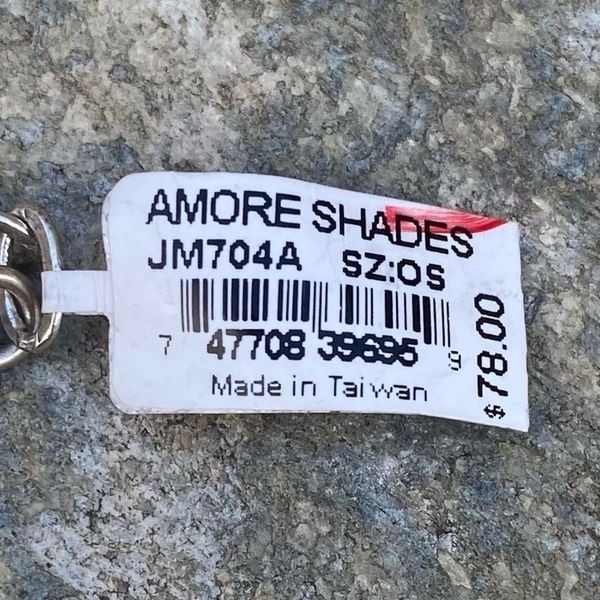 AMORE SHADES
JM704A SZ:OS
7 47708 39695 9
Made in Taiwan
$78.00